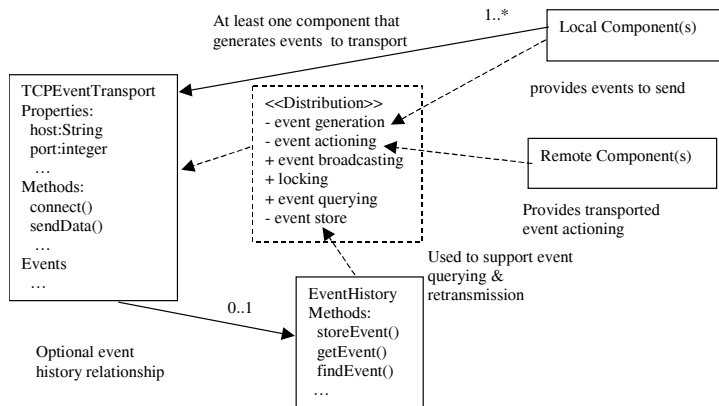 At least one component that
generates events to transport
1..*
Local Component(s)
provides events to send
TCPEventTransport
Properties:
host:String
port:integer
...
Methods:
connect()
sendData()
...
Events
...
<<Distribution>>
- event generation
- event actioning
+ event broadcasting
+ locking
+ event querying
- event store
Remote Component(s)
Provides transported
event actioning
Used to support event
querying &
retransmission
0..1
EventHistory
Methods:
storeEvent()
getEvent()
findEvent()
...
Optional event
history relationship